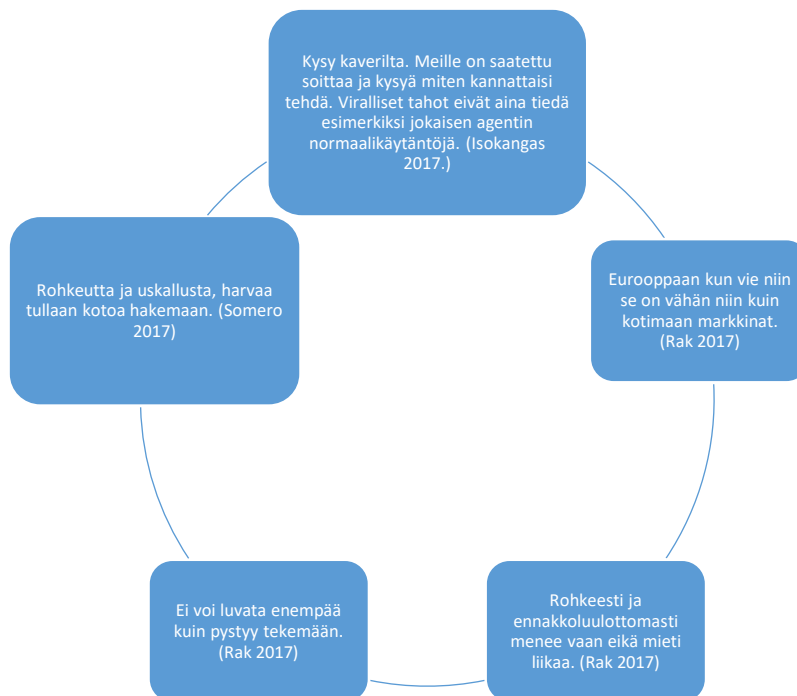 Kysy kaverilta. Meille on saatettu
soittaa ja kysyä miten kannattaisi
tehdä. Viralliset tahot eivät aina tiedä
esimerkiksi jokaisen agentin
normaalikäytäntöjä. (Isokangas
2017.)
Eurooppaan kun vie niin
se on vähän niin kuin
kotimaan markkinat.
(Rak 2017)
Rohkeesti ja
ennakkoluulottomasti
menee vaan eikä mieti
liikaa. (Rak 2017)
Ei voi luvata enempää
kuin pystyy tekemään.
(Rak 2017)
Rohkeutta ja uskallusta, harvaa
tullaan kotoa hakemaan. (Somero
2017)